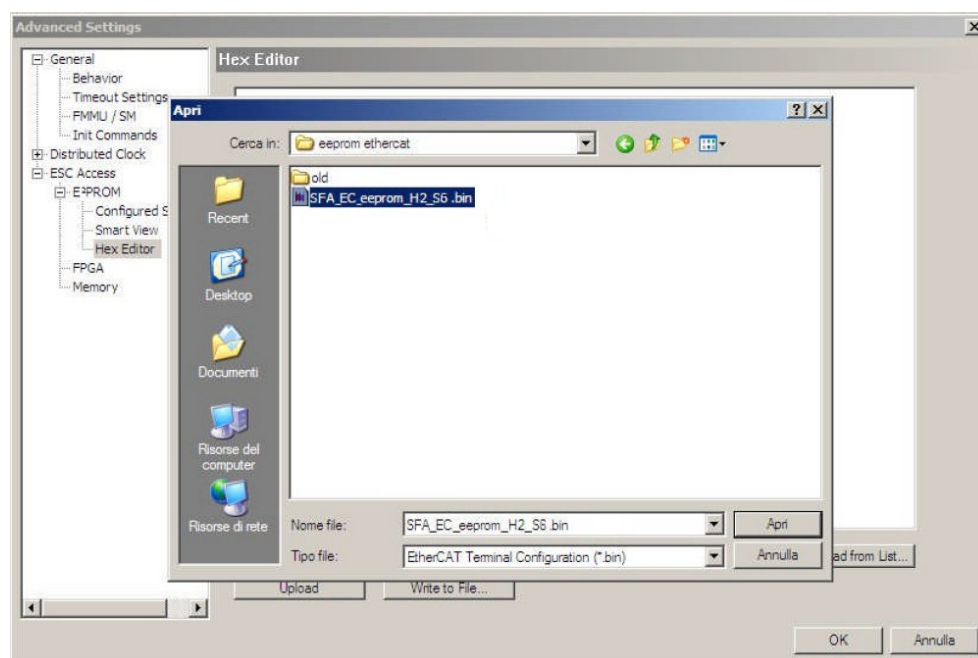 Advanced Settings
General
Behavior
Timeout Settings
FMMU / SM
Init Commands
Distributed Clock
ESC Access
E²PROM
Configured S
Smart View
Hex Editor
FPGA
Memory
Hex Editor
Apri
Cerca in: eeprom ethercat
old
SFA_EC_eeprom_H2_S6 .bin
Recent
Desktop
Documenti
Risorse del
computer
Risorse di rete
Nome file: SFA_EC_eeprom_H2_S6 .bin Apri
Tipo file: EtherCAT Terminal Configuration (*.bin) Annulla
ad from List...
Upload Write to File...
OK Annulla